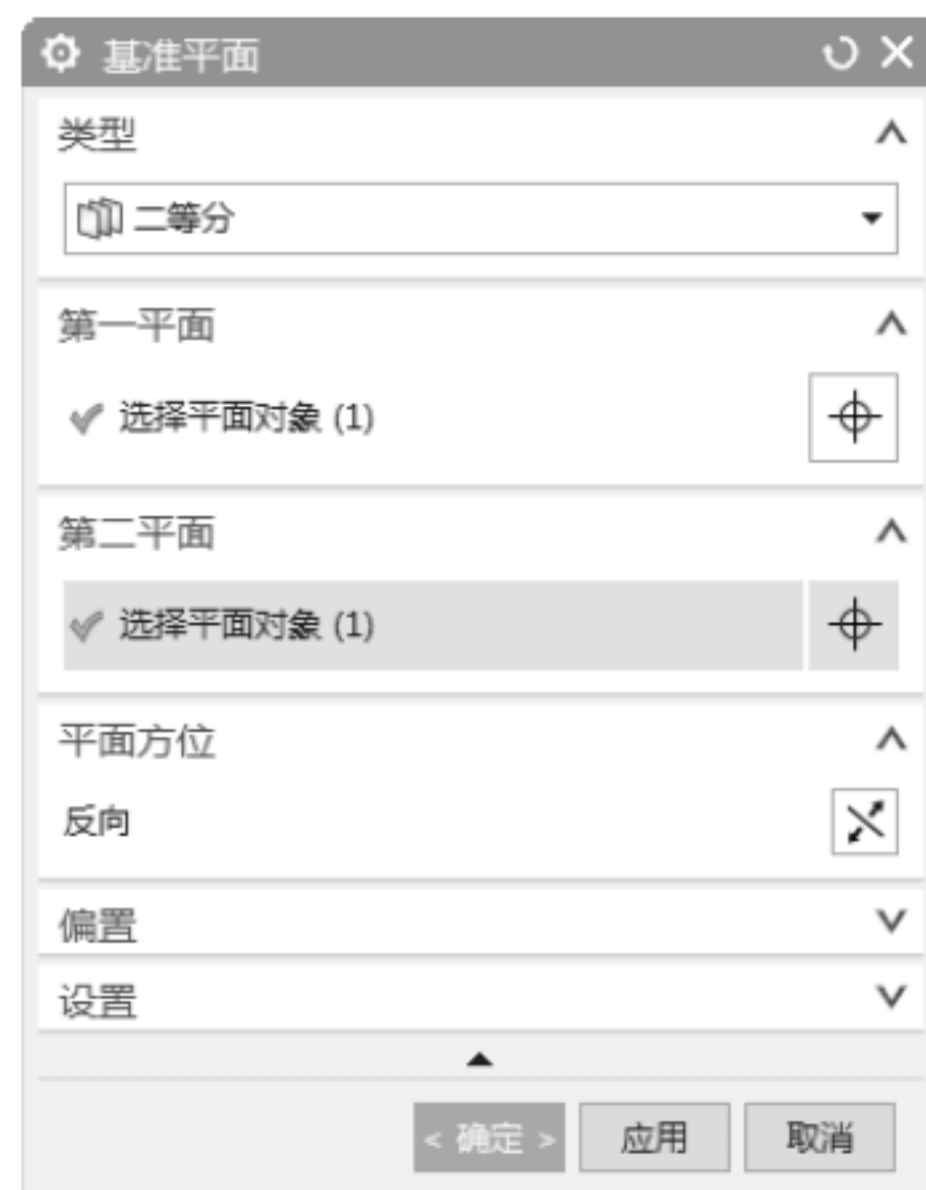 基准平面
类型
二等分
第一平面
选择平面对象 (1)
第二平面
选择平面对象 (1)
平面方位
反向
偏置
设置
< 确定 > 应用 取消